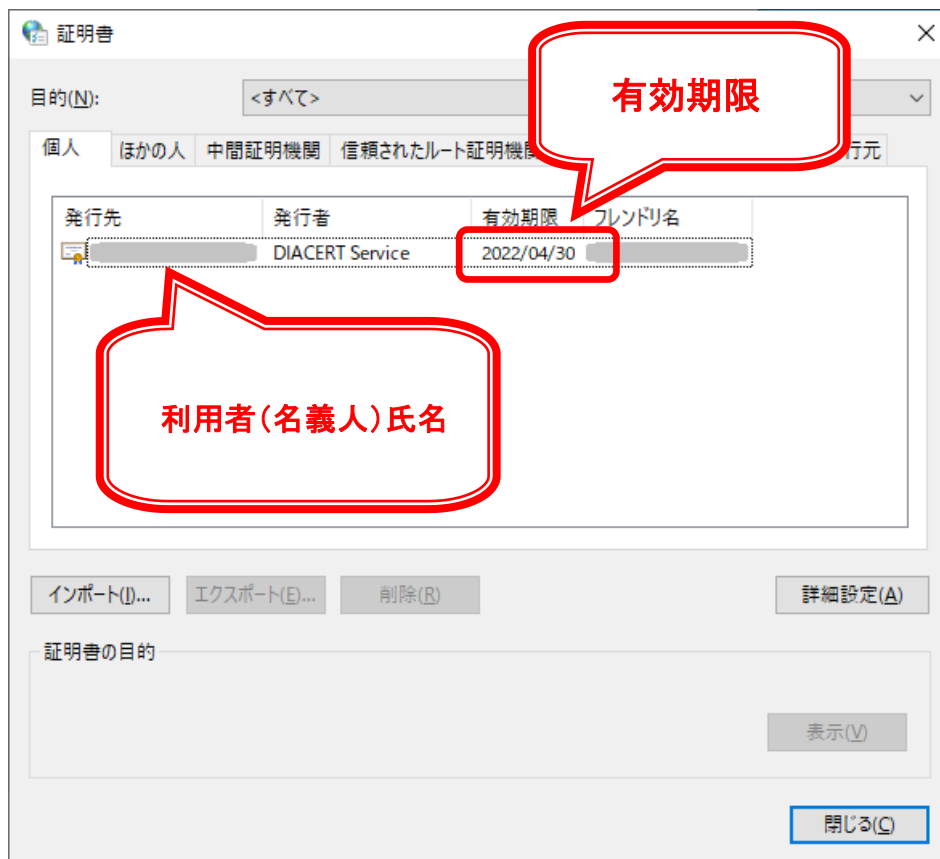 証明書
目的(N):
<すべて>
有効期限
個人
ほかの人
中間証明機関
信頼されたルート証明機関
行元
発行先
発行者
有効期限
フレンドリ名
DIACERT Service
2022/04/30
利用者(名義人)氏名
インポート(I)...
エクスポート(E)...
削除(R)
詳細設定(A)
証明書の目的
表示(V)
閉じる(C)